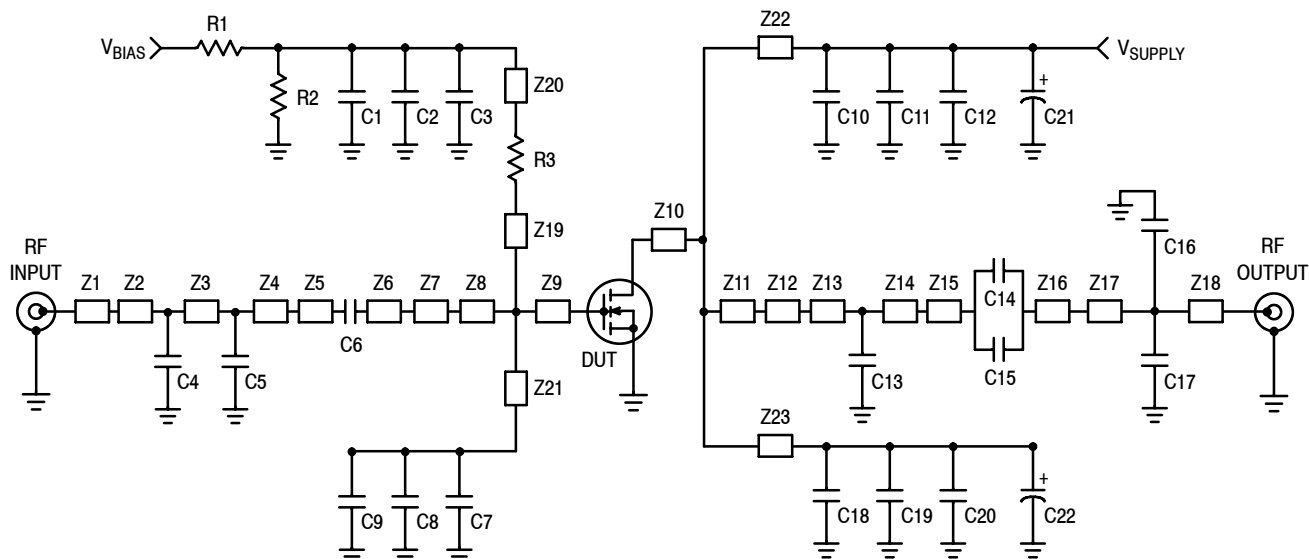 R1
Z22
V_BIAS
V_SUPPLY
R2
C1
C2
C3
Z20
C10
C11
C12
+
C21
R3
Z10
Z19
C16
RF
INPUT
RF
OUTPUT
Z1
Z2
Z3
Z4
Z5
Z6
Z7
Z8
Z9
Z11
Z12
Z13
Z14
Z15
C14
Z16
Z17
Z18
C6
DUT
C4
C5
Z21
C13
C15
C17
Z23
C9
C8
C7
C18
C19
C20
+
C22